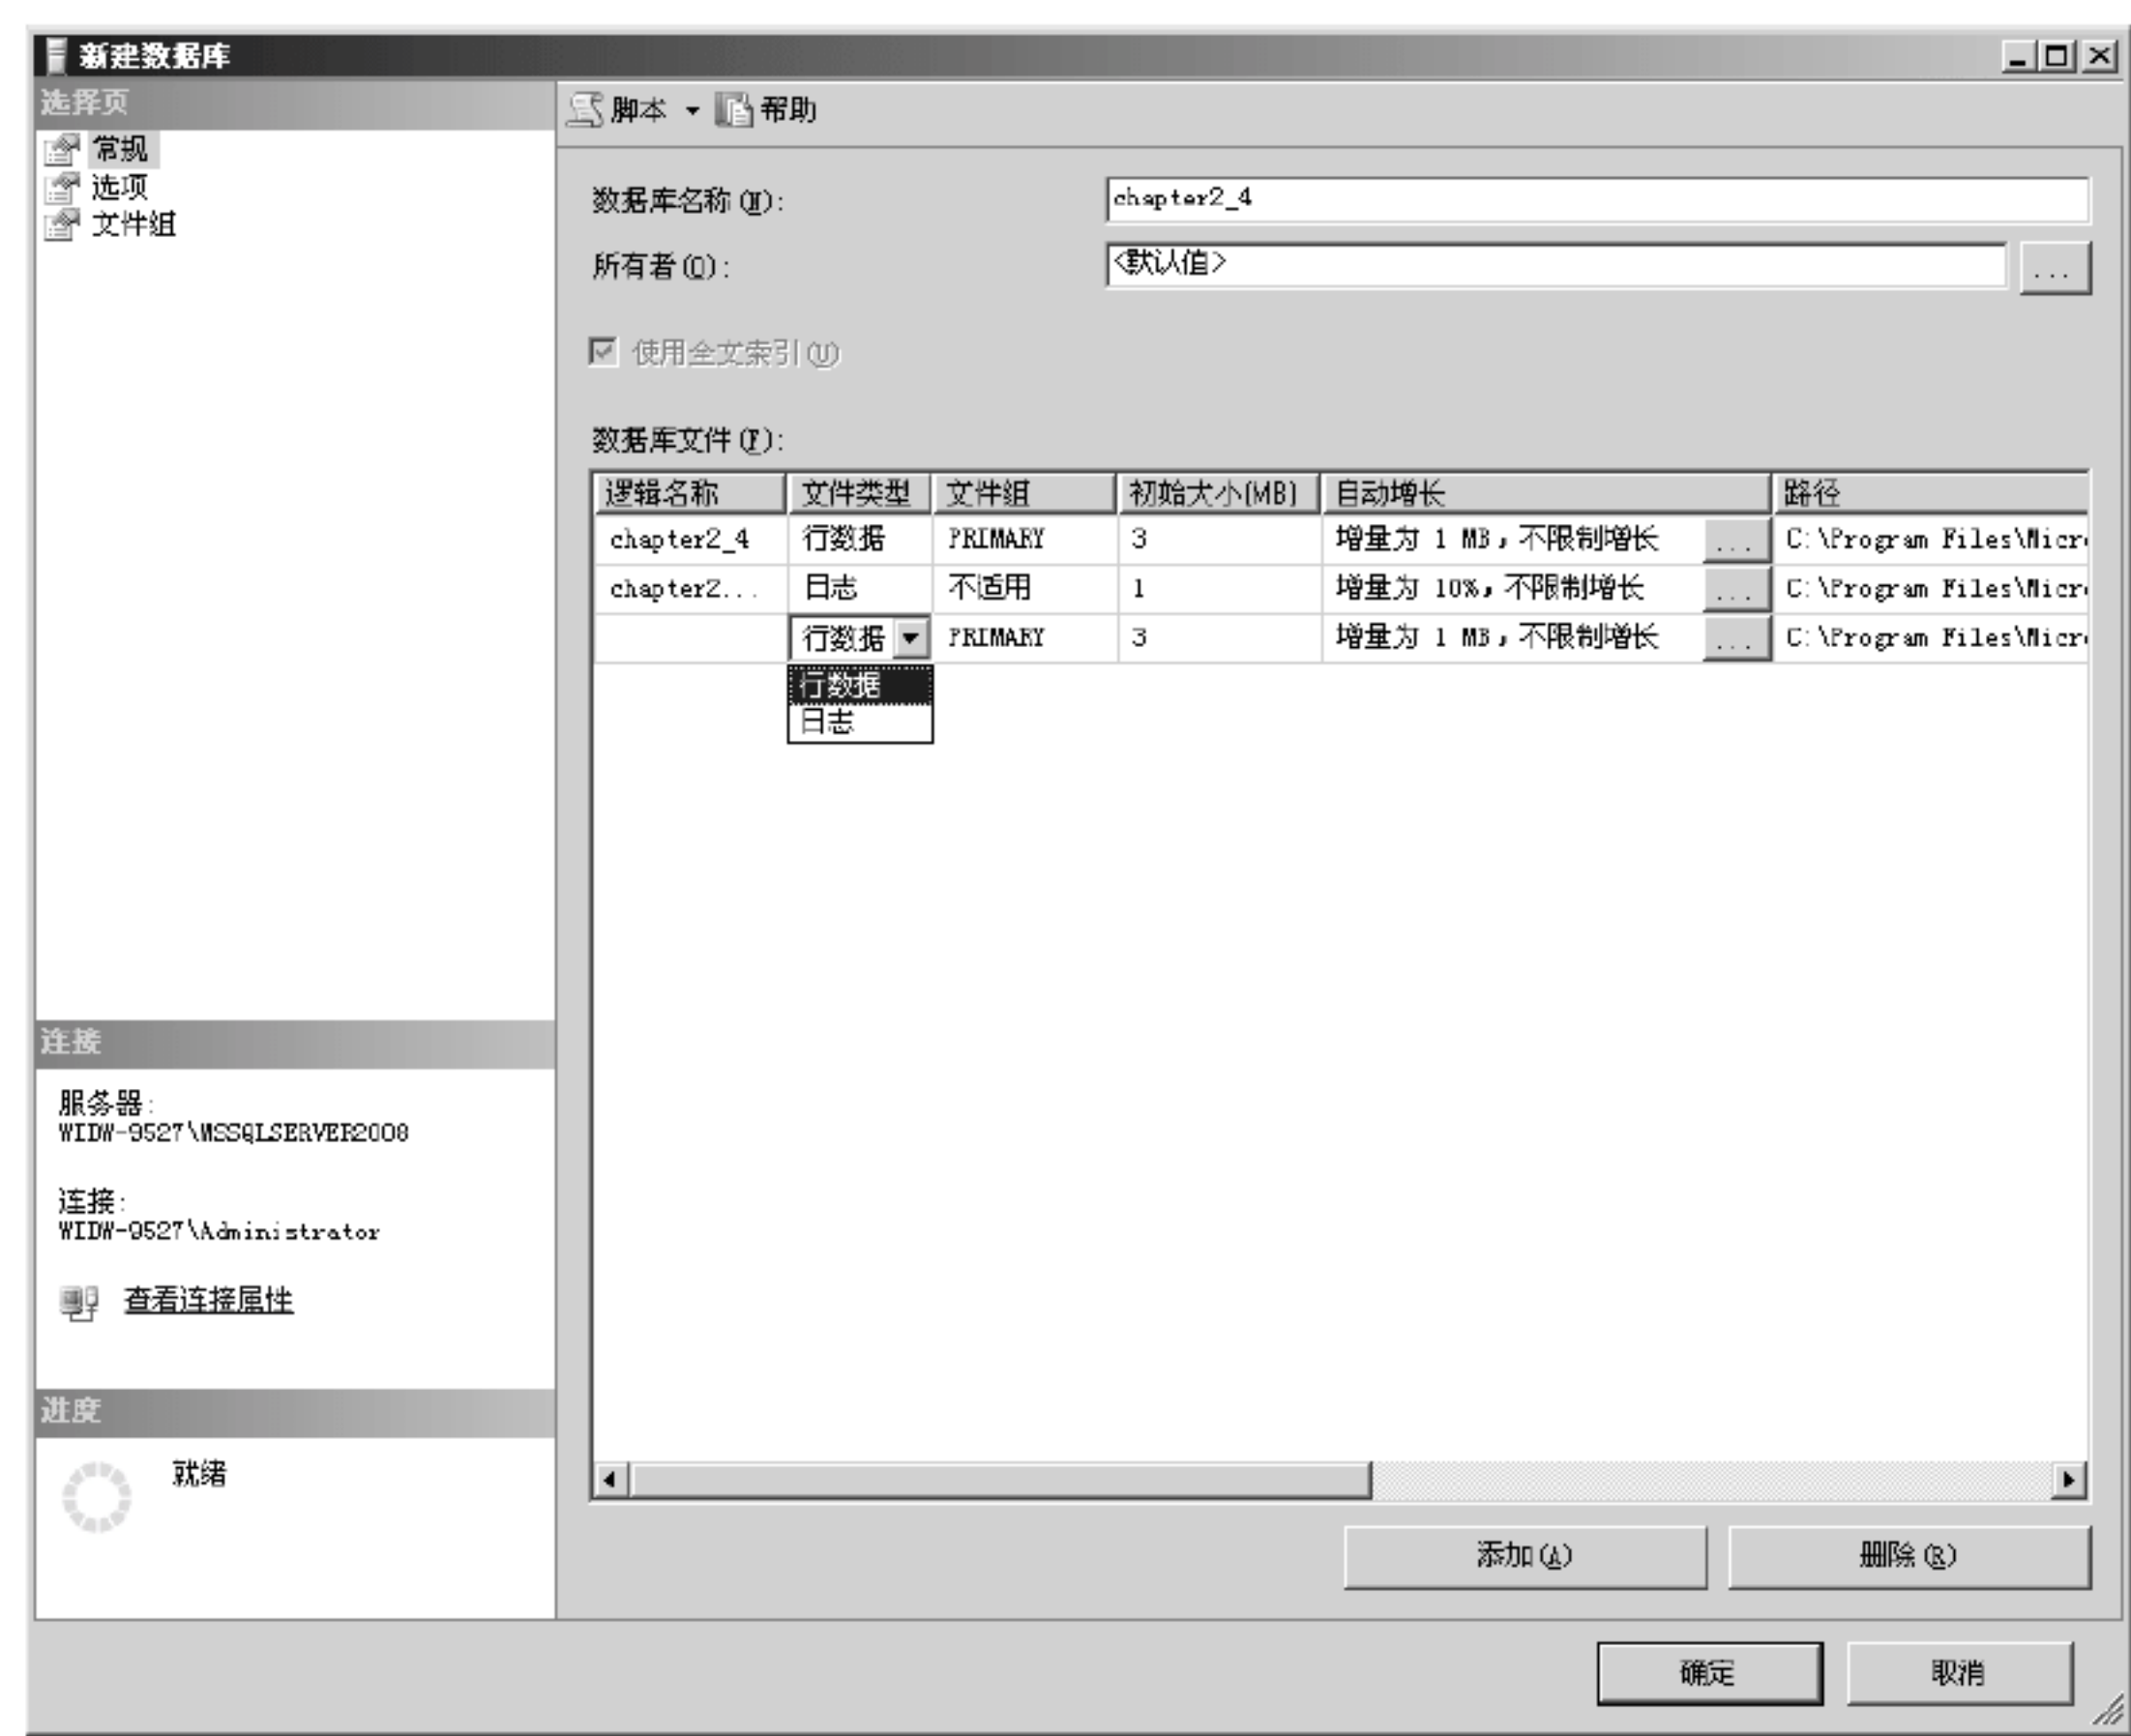 新建数据库
选择页
常规
选项
文件组
脚本 帮助
数据库名称(N): chapter2_4
所有者(O): <默认值> ...
使用全文索引(U)
数据库文件(F):
逻辑名称 文件类型 文件组 初始大小(MB) 自动增长 路径
chapter2_4 行数据 PRIMARY 3 增量为 1 MB，不限制增长 ... C:\Program Files\Micr
chapter2... 日志 不适用 1 增量为 10%，不限制增长 ... C:\Program Files\Micr
行数据 PRIMARY 3 增量为 1 MB，不限制增长 ... C:\Program Files\Micr
行数据
日志
连接
服务器:
WIDW-9527\MSSQLSERVER2008
连接:
WIDW-9527\Administrator
查看连接属性
进度
就绪
添加(A) 删除(R)
确定 取消